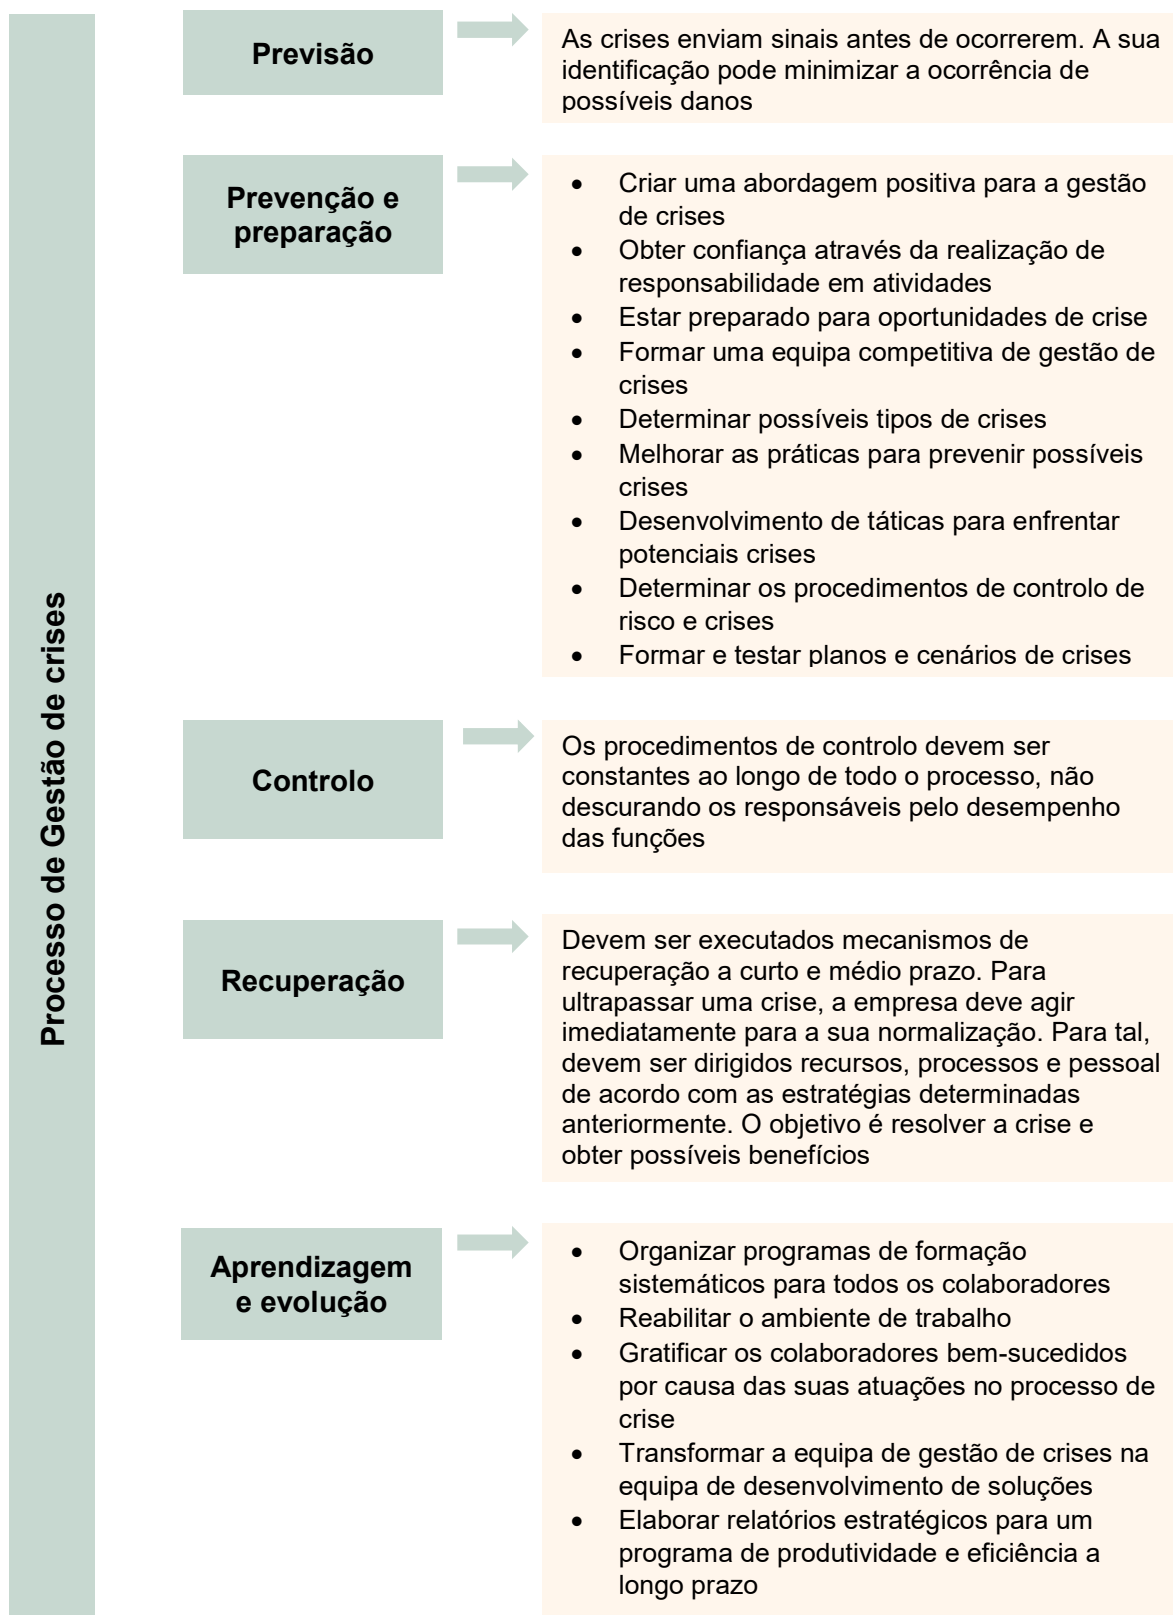 Processo de Gestão de crises
Previsão
As crises enviam sinais antes de ocorrerem. A sua
identificação pode minimizar a ocorrência de
possíveis danos
Prevenção e
preparação
• Criar uma abordagem positiva para a gestão
de crises
• Obter confiança através da realização de
responsabilidade em atividades
• Estar preparado para oportunidades de crise
• Formar uma equipa competitiva de gestão de
crises
• Determinar possíveis tipos de crises
• Melhorar as práticas para prevenir possíveis
crises
• Desenvolvimento de táticas para enfrentar
potenciais crises
• Determinar os procedimentos de controlo de
risco e crises
• Formar e testar planos e cenários de crises
Controlo
Os procedimentos de controlo devem ser
constantes ao longo de todo o processo, não
descurando os responsáveis pelo desempenho
das funções
Recuperação
Devem ser executados mecanismos de
recuperação a curto e médio prazo. Para
ultrapassar uma crise, a empresa deve agir
imediatamente para a sua normalização. Para tal,
devem ser dirigidos recursos, processos e pessoal
de acordo com as estratégias determinadas
anteriormente. O objetivo é resolver a crise e
obter possíveis benefícios
Aprendizagem
e evolução
• Organizar programas de formação
sistemáticos para todos os colaboradores
• Reabilitar o ambiente de trabalho
• Gratificar os colaboradores bem-sucedidos
por causa das suas atuações no processo de
crise
• Transformar a equipa de gestão de crises na
equipa de desenvolvimento de soluções
• Elaborar relatórios estratégicos para um
programa de produtividade e eficiência a
longo prazo